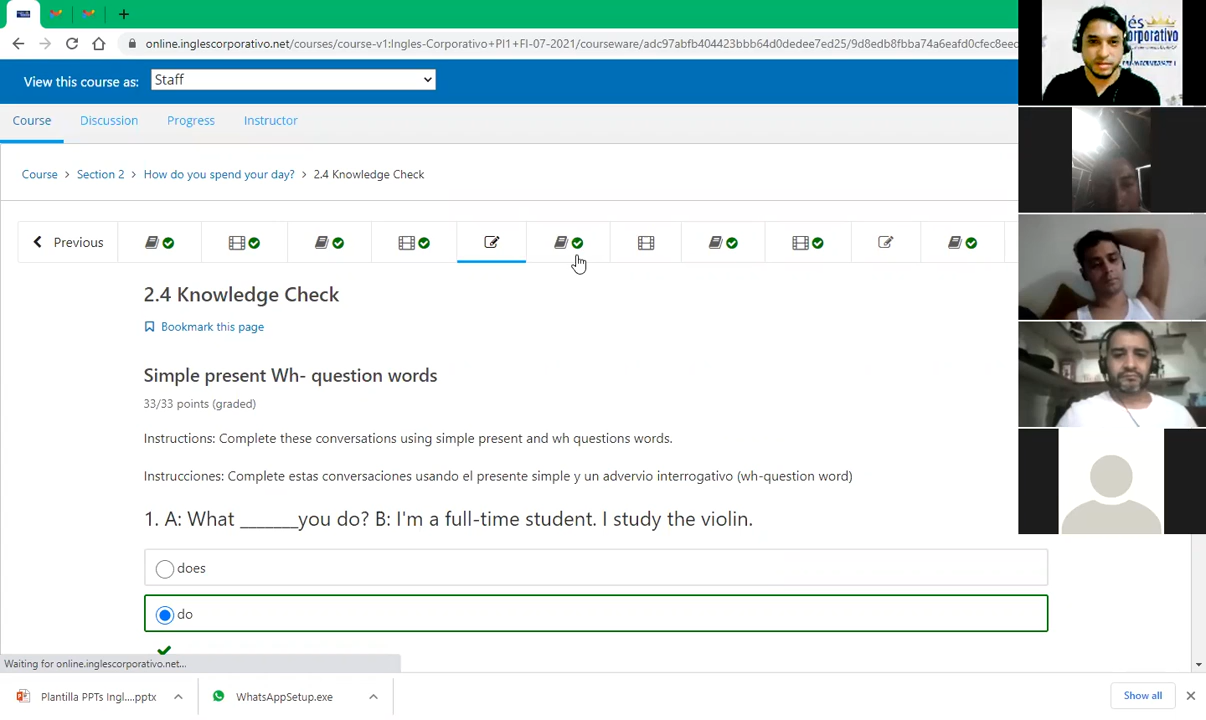 online.inglescorporativo.net/courses/course-v1:Ingles-Corporativo+PI1+FI-07-2021/courseware/adc97abfb404423bbb64d0dedee7ed25/9d8edb8fbba74a6eafd0cfec8eec
View this course as: Staff
Course Discussion Progress Instructor
Course > Section 2 > How do you spend your day? > 2.4 Knowledge Check
Previous
2.4 Knowledge Check
Bookmark this page
Simple present Wh- question words
33/33 points (graded)
Instructions: Complete these conversations using simple present and wh questions words.
Instrucciones: Complete estas conversaciones usando el presente simple y un advervio interrogativo (wh-question word)
1. A: What _______you do? B: I'm a full-time student. I study the violin.
does
do
Waiting for online.inglescorporativo.net...
Plantilla PPTs Ingl....pptx WhatsAppSetup.exe Show all